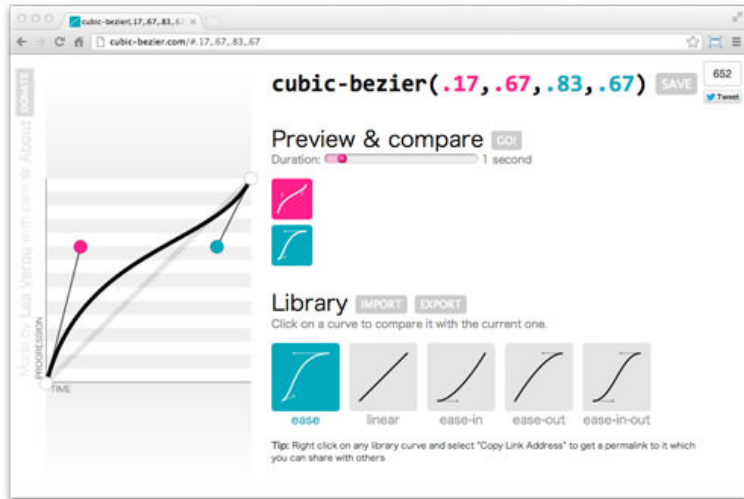 cubic-bezier(.17,.67,.83,.67)
cubic-bezier.com/#.17,.67,.83,.67
cubic-bezier(.17,.67,.83,.67) SAVE
652
Tweet
Made by Lea Verou with care ☆ About DONATE
Preview & compare GO!
Duration: 1 second
PROGRESSION
TIME
Library IMPORT EXPORT
Click on a curve to compare it with the current one.
ease linear ease-in ease-out ease-in-out
Tip: Right click on any library curve and select "Copy Link Address" to get a permalink to it which
you can share with others